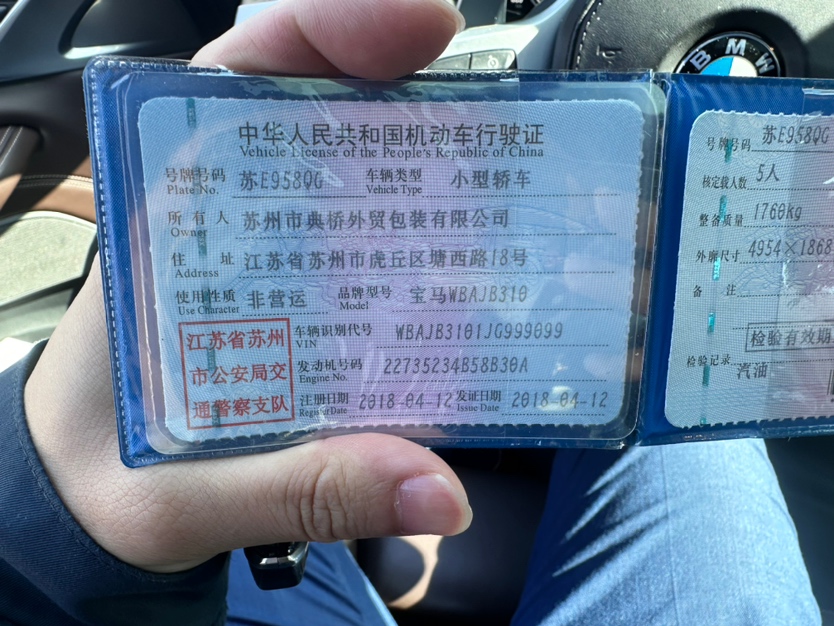 BMW
中华人民共和国机动车行驶证
Vehicle License of the People's Republic of China
号牌号码 苏E958QG 车辆类型 小型轿车
Plate No. Vehicle Type
所有人 苏州市典桥外贸包装有限公司
Owner
住址 江苏省苏州市虎丘区塘西路18号
Address
使用性质 非营运 品牌型号 宝马WBAJB310
Use Character Model
江苏省苏州
市公安局交
通警察支队
车辆识别代号 WBAJB3101JG999099
VIN
发动机号码 22735234B58B30A
Engine No.
注册日期 2018-04-12 发证日期 2018-04-12
Register Date Issue Date
号牌号码 苏E958QG
核定载人数 5人
整备质量 1760kg
外廓尺寸 4954×1868
备注
检验有效期
检验记录
汽油